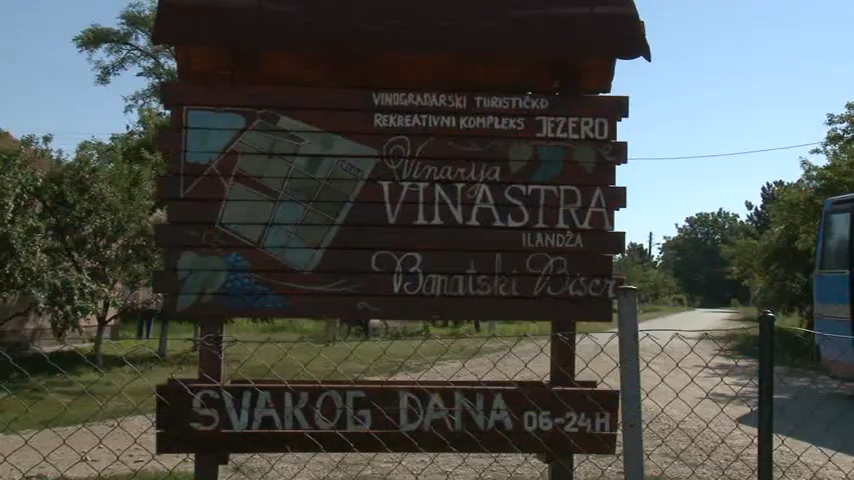 VINOGRADARSKI TURISTIČKO
REKREATIVNI KOMPLEKS JEZERO
Vinarija
VINASTRA
ILANDŽA
Banatski Biser
SVAKOG DANA 06-24H